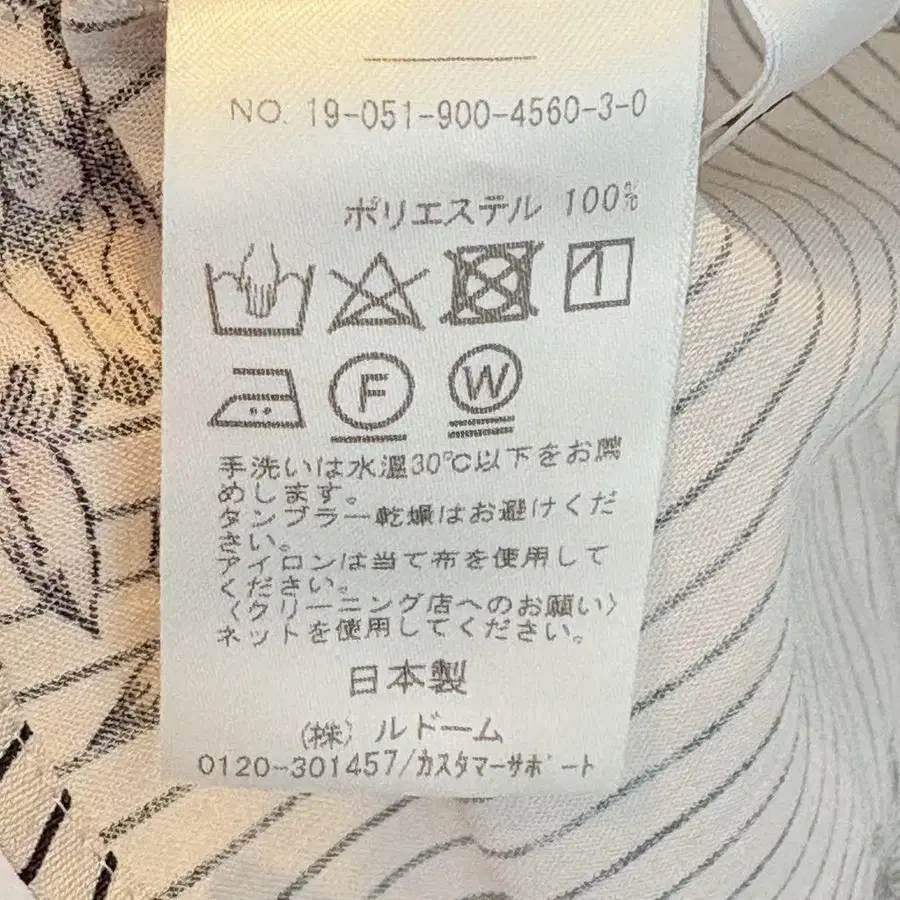 NO. 19-051-900-4560-3-0
ポリエステル 100%
F W
手洗いは水温30℃以下をお薦
めします。
タンブラー乾燥はお避けくだ
さい。
アイロンは当て布を使用して
ください。
〈クリーニング店へのお願い〉
ネットを使用してください。
日本製
(株) ルドーム
0120-301457/カスタマーサポート